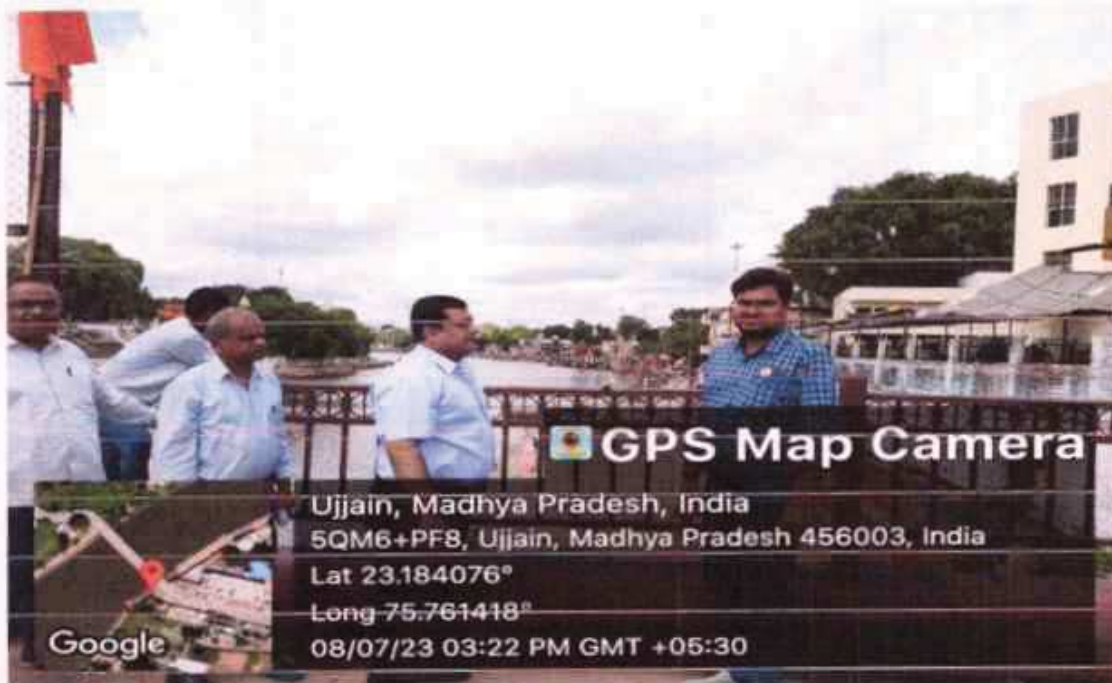 GPS Map Camera
Ujjain, Madhya Pradesh, India
5QM6+PF8, Ujjain, Madhya Pradesh 456003, India
Lat 23.184076°
Long 75.761418°
08/07/23 03:22 PM GMT +05:30
Google